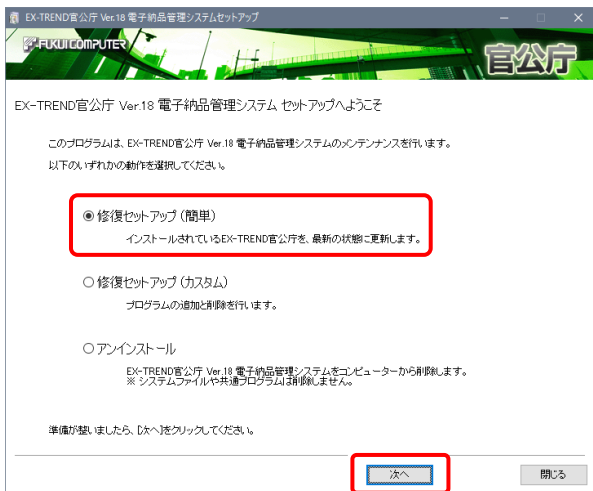 EX-TREND官公庁 Ver.18 電子納品管理システムセットアップ
FUKUI COMPUTER
官公庁
EX-TREND官公庁 Ver.18 電子納品管理システム セットアップへようこそ
このプログラムは、EX-TREND官公庁 Ver.18 電子納品管理システムのメンテンナンスを行います。
以下のいずれかの動作を選択してください。
修復セットアップ (簡単)
インストールされているEX-TREND官公庁を、最新の状態に更新します。
修復セットアップ (カスタム)
プログラムの追加と削除を行います。
アンインストール
EX-TREND官公庁 Ver.18 電子納品管理システムをコンピューターから削除します。
※ システムファイルや共通プログラムは削除しません。
準備が整いましたら、[次へ]をクリックしてください。
次へ
閉じる